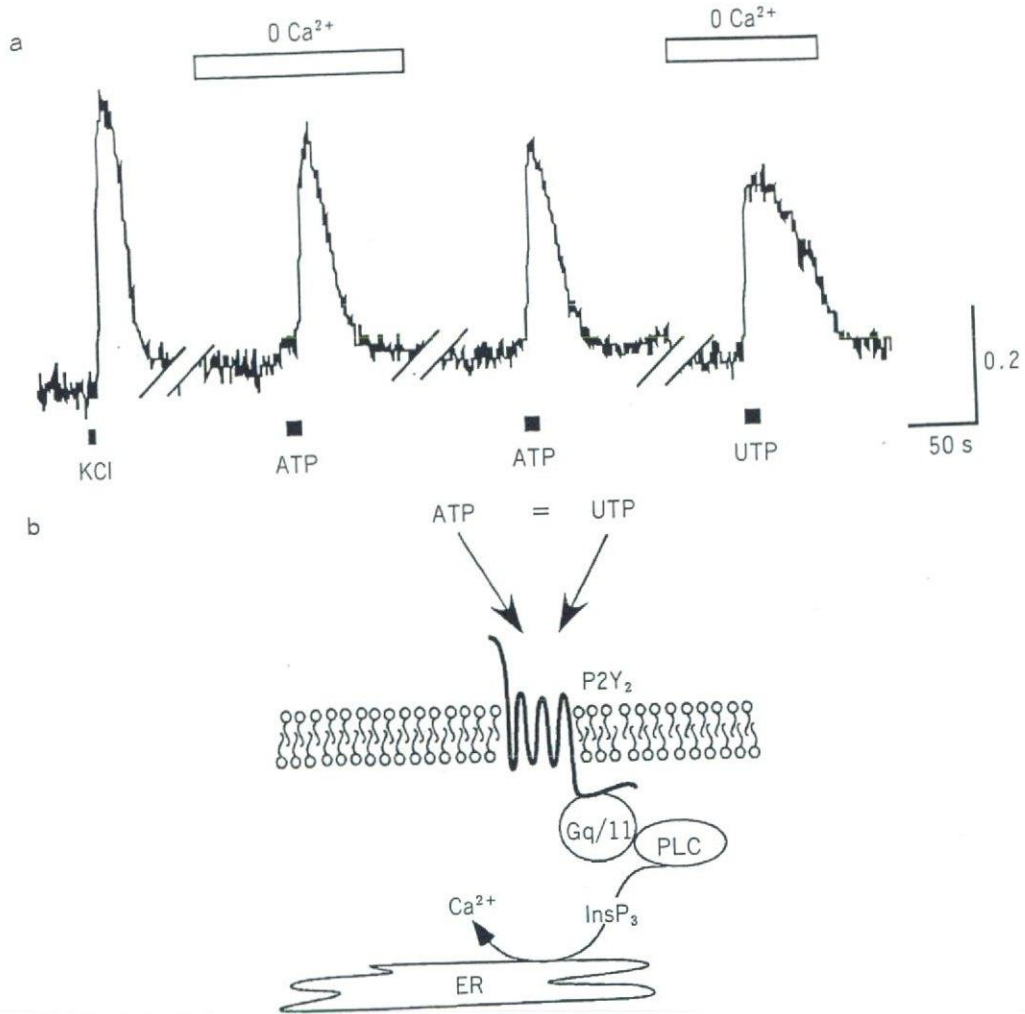 a
0 Ca²⁺ 0 Ca²⁺
0.2
50 s
KCl ATP ATP UTP
b
ATP = UTP
P2Y₂
Gq/11
PLC
Ca²⁺ InsP₃
ER